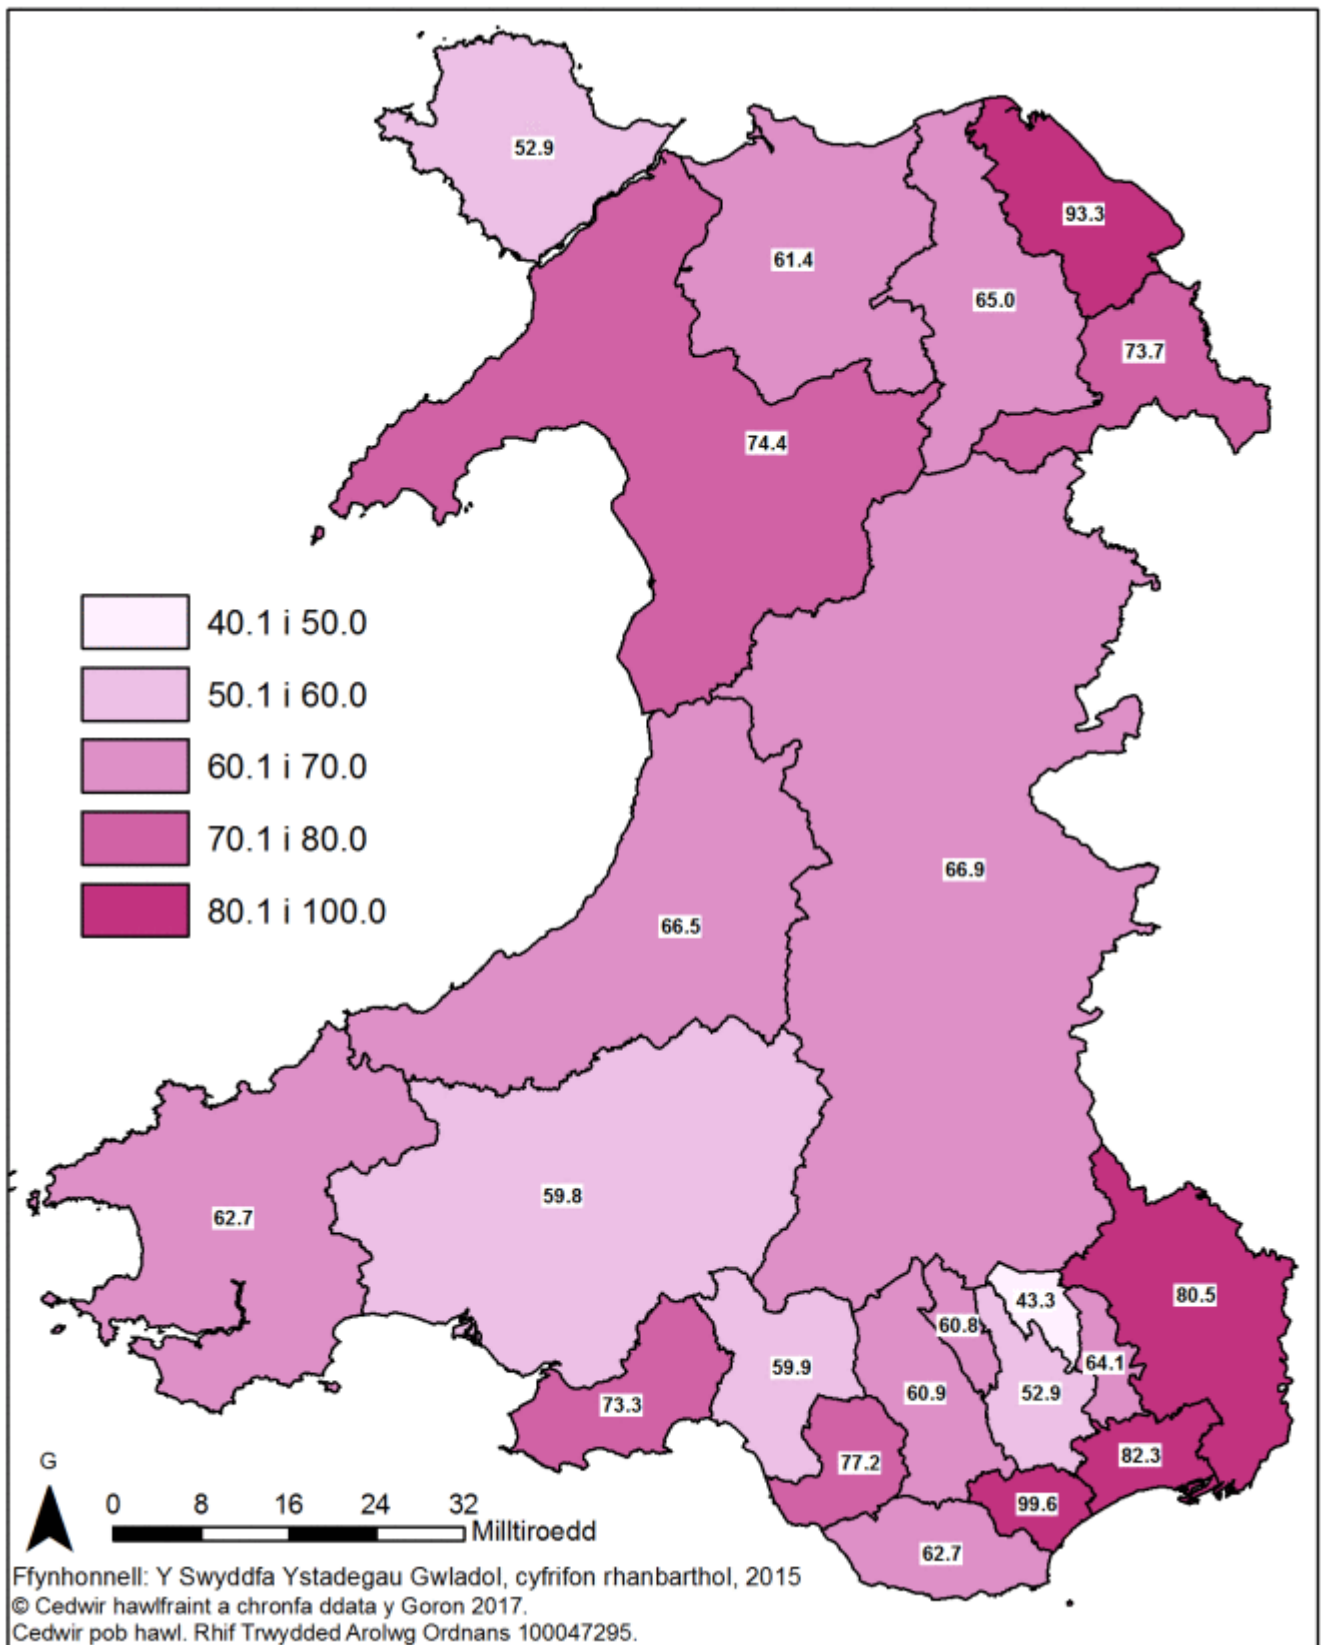 52.9
93.3
61.4
65.0
73.7
74.4
40.1 i 50.0
50.1 i 60.0
60.1 i 70.0
70.1 i 80.0
80.1 i 100.0
66.9
66.5
59.8
62.7
43.3
80.5
60.8
64.1
59.9
60.9
52.9
73.3
82.3
77.2
99.6
62.7
G
0 8 16 24 32
Milltiroedd
Ffynhonnell: Y Swyddfa Ystadegau Gwladol, cyfrifon rhanbarthol, 2015
© Cedwir hawlfraint a chronfa ddata y Goron 2017.
Cedwir pob hawl. Rhif Trwydded Arolwg Ordnans 100047295.